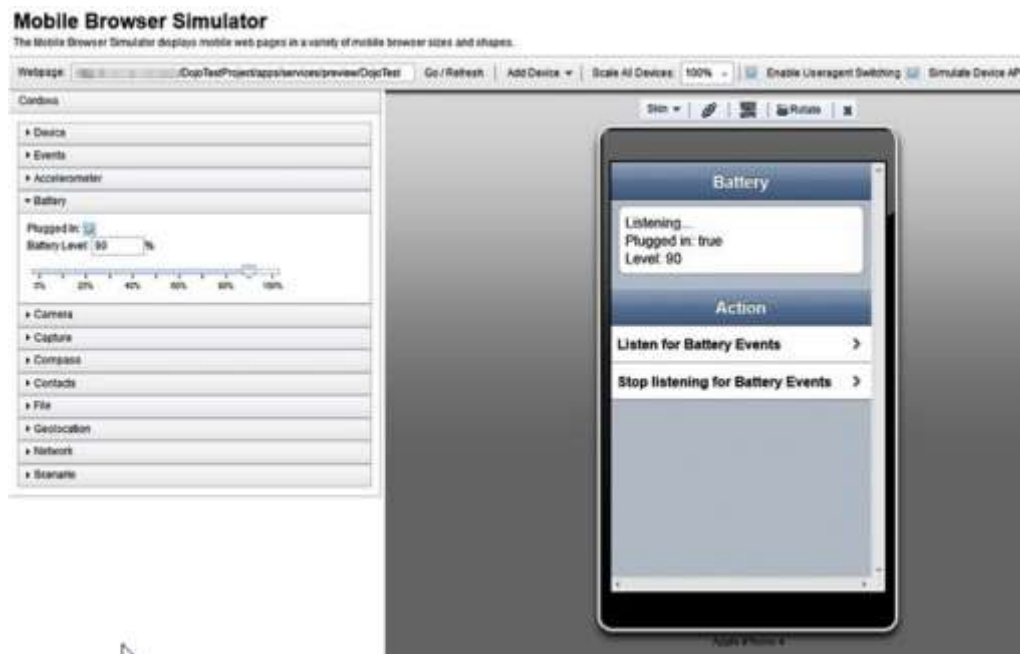 Mobile Browser Simulator
The Mobile Browser Simulator displays mobile web pages in a variety of mobile browser sizes and shapes.
Webpage: /DojoTestProject/apps/services/preview/DojoTest Go / Refresh Add Device Scale All Devices: 100% Enable Useragent Switching Simulate Device AP
Cordova
Device
Events
Accelerometer
Battery
Plugged In:
Battery Level: 90 %
0% 20% 40% 60% 80% 100%
Camera
Capture
Compass
Contacts
File
Geolocation
Network
Scenario
Skin Rotate
Battery
Listening...
Plugged in: true
Level: 90
Action
Listen for Battery Events
Stop listening for Battery Events
Apple iPhone 4